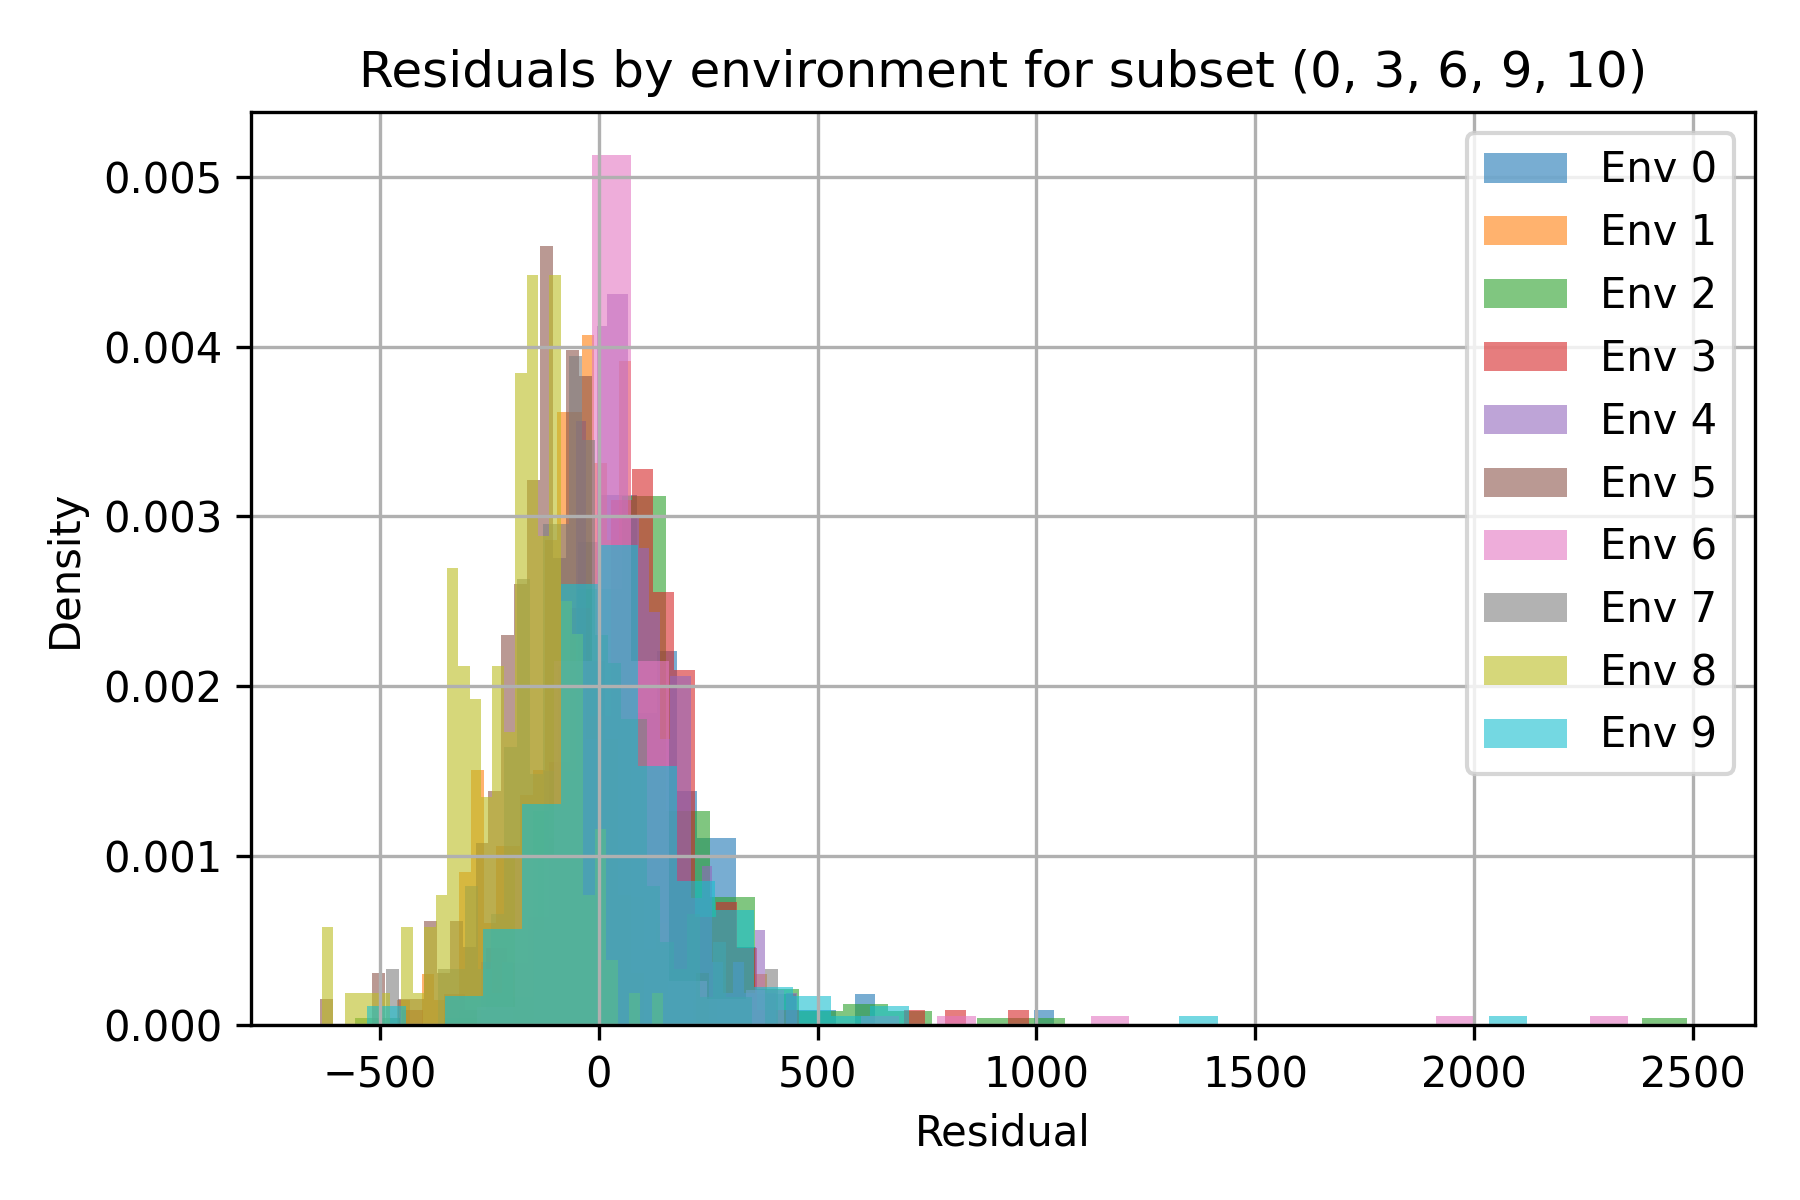 Residuals by environment for subset (0, 3, 6, 9, 10)
0.005
0.004
0.003
0.002
0.001
0.000
Density
−500
0
500
1000
1500
2000
2500
Residual
Env 0
Env 1
Env 2
Env 3
Env 4
Env 5
Env 6
Env 7
Env 8
Env 9